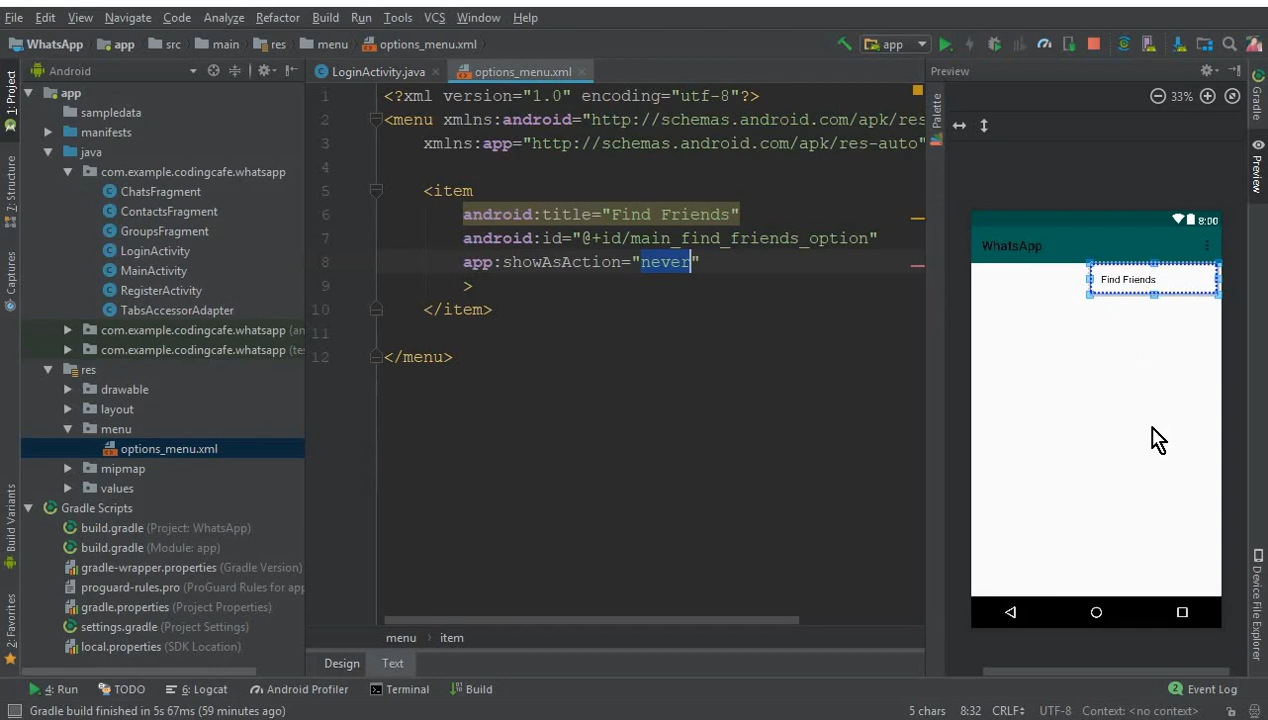 File Edit View Navigate Code Analyze Refactor Build Run Tools VCS Window Help
WhatsApp app src main res menu options_menu.xml app
1: Project
7: Structure
Captures
Build Variants
2: Favorites
Android
app
sampledata
manifests
java
com.example.codingcafe.whatsapp
ChatsFragment
ContactsFragment
GroupsFragment
LoginActivity
MainActivity
RegisterActivity
TabsAccessorAdapter
com.example.codingcafe.whatsapp (an
com.example.codingcafe.whatsapp (te
res
drawable
layout
menu
options_menu.xml
mipmap
values
Gradle Scripts
build.gradle (Project: WhatsApp)
build.gradle (Module: app)
gradle-wrapper.properties (Gradle Version)
proguard-rules.pro (ProGuard Rules for app
gradle.properties (Project Properties)
settings.gradle (Project Settings)
local.properties (SDK Location)
LoginActivity.java options_menu.xml
1 <?xml version="1.0" encoding="utf-8"?>
2 <menu xmlns:android="http://schemas.android.com/apk/res
3 xmlns:app="http://schemas.android.com/apk/res-auto"
4
5 <item
6 android:title="Find Friends"
7 android:id="@+id/main_find_friends_option"
8 app:showAsAction="never"
9 >
10 </item>
11
12 </menu>
menu item
Design Text
Preview
Palette
33%
8:00
WhatsApp
Find Friends
Gradle
Preview
Device File Explorer
4: Run TODO 6: Logcat Android Profiler Terminal Build 2 Event Log
Gradle build finished in 5s 67ms (59 minutes ago) 5 chars 8:32 CRLF UTF-8 Context: <no context>